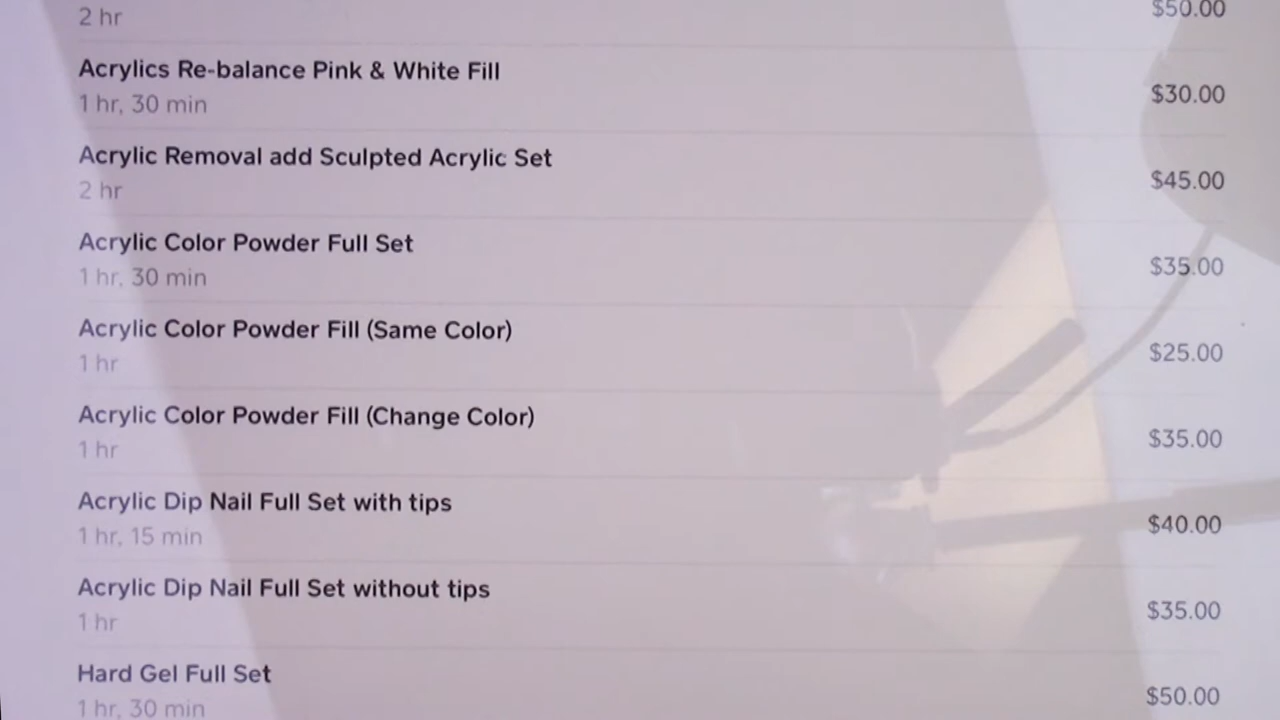 2 hr
$50.00
Acrylics Re-balance Pink & White Fill
1 hr, 30 min
$30.00
Acrylic Removal add Sculpted Acrylic Set
2 hr
$45.00
Acrylic Color Powder Full Set
1 hr, 30 min
$35.00
Acrylic Color Powder Fill (Same Color)
1 hr
$25.00
Acrylic Color Powder Fill (Change Color)
1 hr
$35.00
Acrylic Dip Nail Full Set with tips
1 hr, 15 min
$40.00
Acrylic Dip Nail Full Set without tips
1 hr
$35.00
Hard Gel Full Set
1 hr, 30 min
$50.00